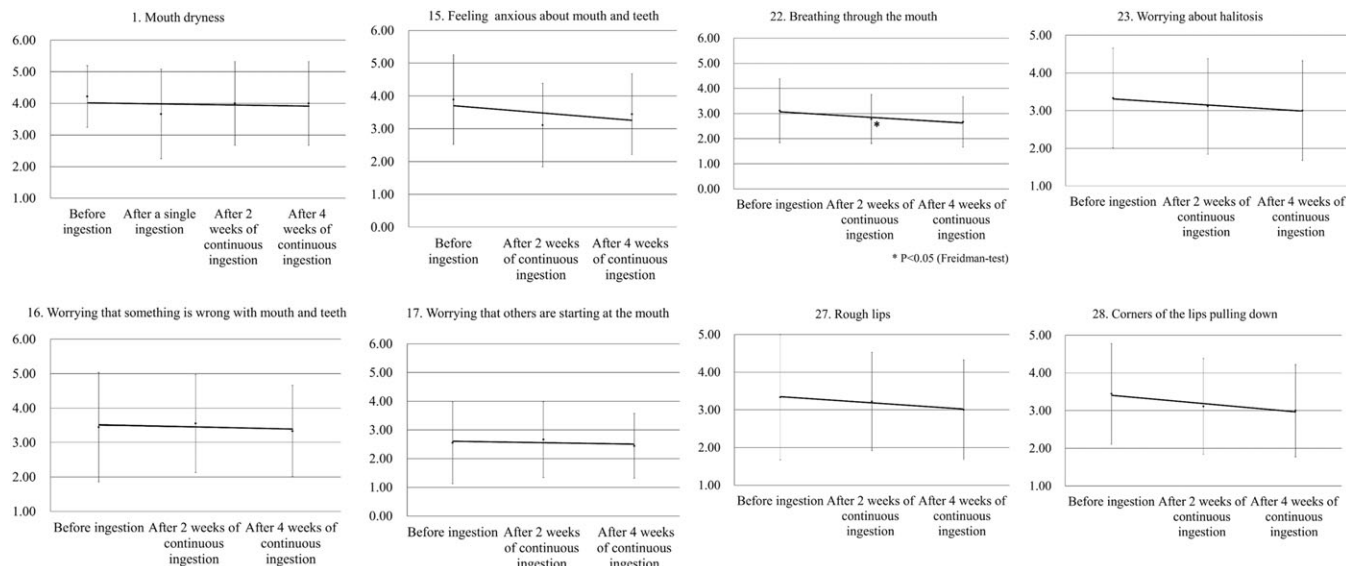 1. Mouth dryness
6.00
5.00
4.00
3.00
2.00
1.00
Before
ingestion
After a single
ingestion
After 2
weeks of
continuous
ingestion
After 4
weeks of
continuous
ingestion
15. Feeling anxious about mouth and teeth
6.00
5.00
4.00
3.00
2.00
1.00
0.00
Before
ingestion
After 2 weeks
of continuous
ingestion
After 4 weeks
of continuous
ingestion
22. Breathing through the mouth
6.00
5.00
4.00
3.00
2.00
1.00
0.00
*
Before ingestion
After 2 weeks of
continuous
ingestion
After 4 weeks of
continuous
ingestion
* P<0.05 (Freidman-test)
23. Worrying about halitosis
5.00
4.00
3.00
2.00
1.00
Before ingestion
After 2 weeks of
continuous
ingestion
After 4 weeks of
continuous
ingestion
16. Worrying that something is wrong with mouth and teeth
6.00
5.00
4.00
3.00
2.00
1.00
Before ingestion
After 2 weeks of
continuous
ingestion
After 4 weeks of
continuous
ingestion
17. Worrying that others are starting at the mouth
6.00
5.00
4.00
3.00
2.00
1.00
0.00
Before ingestion
After 2 weeks
of continuous
ingestion
After 4 weeks
of continuous
ingestion
27. Rough lips
5.00
4.00
3.00
2.00
1.00
Before ingestion
After 2 weeks of
continuous
ingestion
After 4 weeks of
continuous
ingestion
28. Corners of the lips pulling down
5.00
4.00
3.00
2.00
1.00
Before ingestion
After 2 weeks of
continuous
ingestion
After 4 weeks of
continuous
ingestion